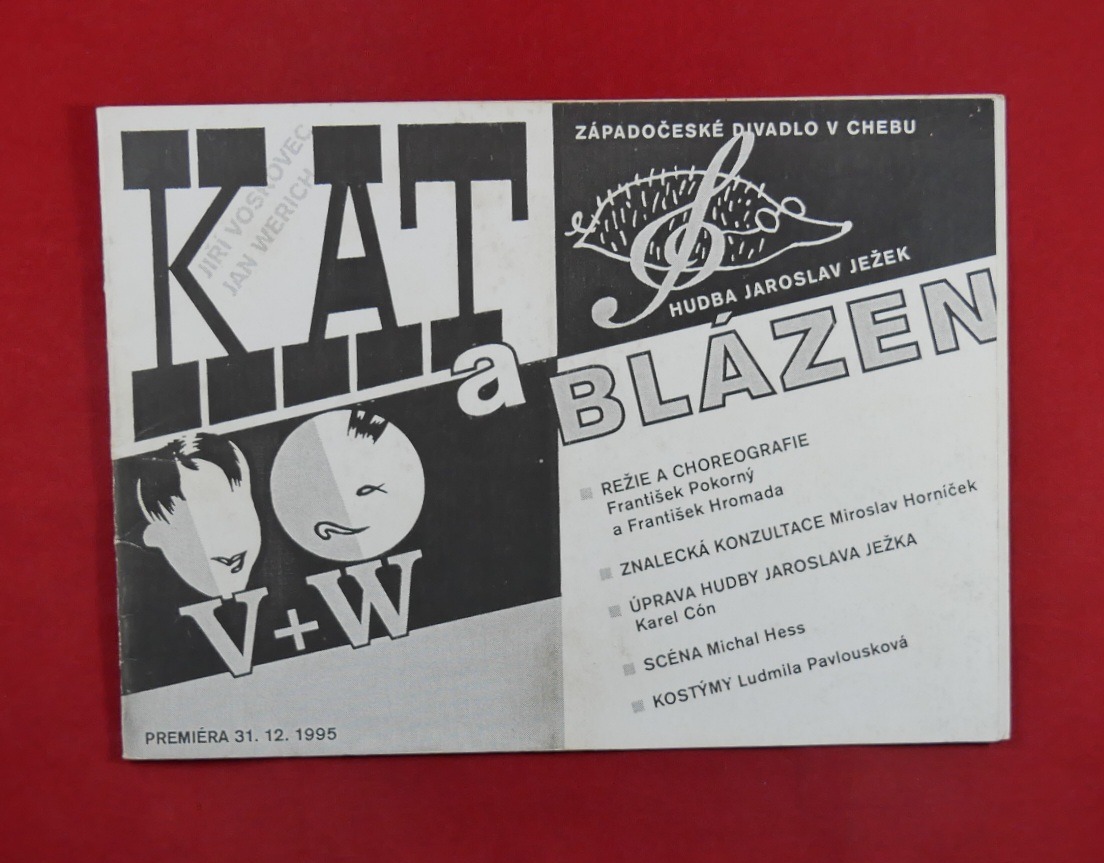 KAT
JIŘÍ VOSKOVEC
JAN WERICH
a
V+W
PREMIÉRA 31. 12. 1995
ZÁPADOČESKÉ DIVADLO V CHEBU
HUDBA JAROSLAV JEŽEK
BLÁZEN
REŽIE A CHOREOGRAFIE
František Pokorný
a František Hromada
ZNALECKÁ KONZULTACE Miroslav Horníček
ÚPRAVA HUDBY JAROSLAVA JEŽKA
Karel Cón
SCÉNA Michal Hess
KOSTÝMY Ludmila Pavlousková